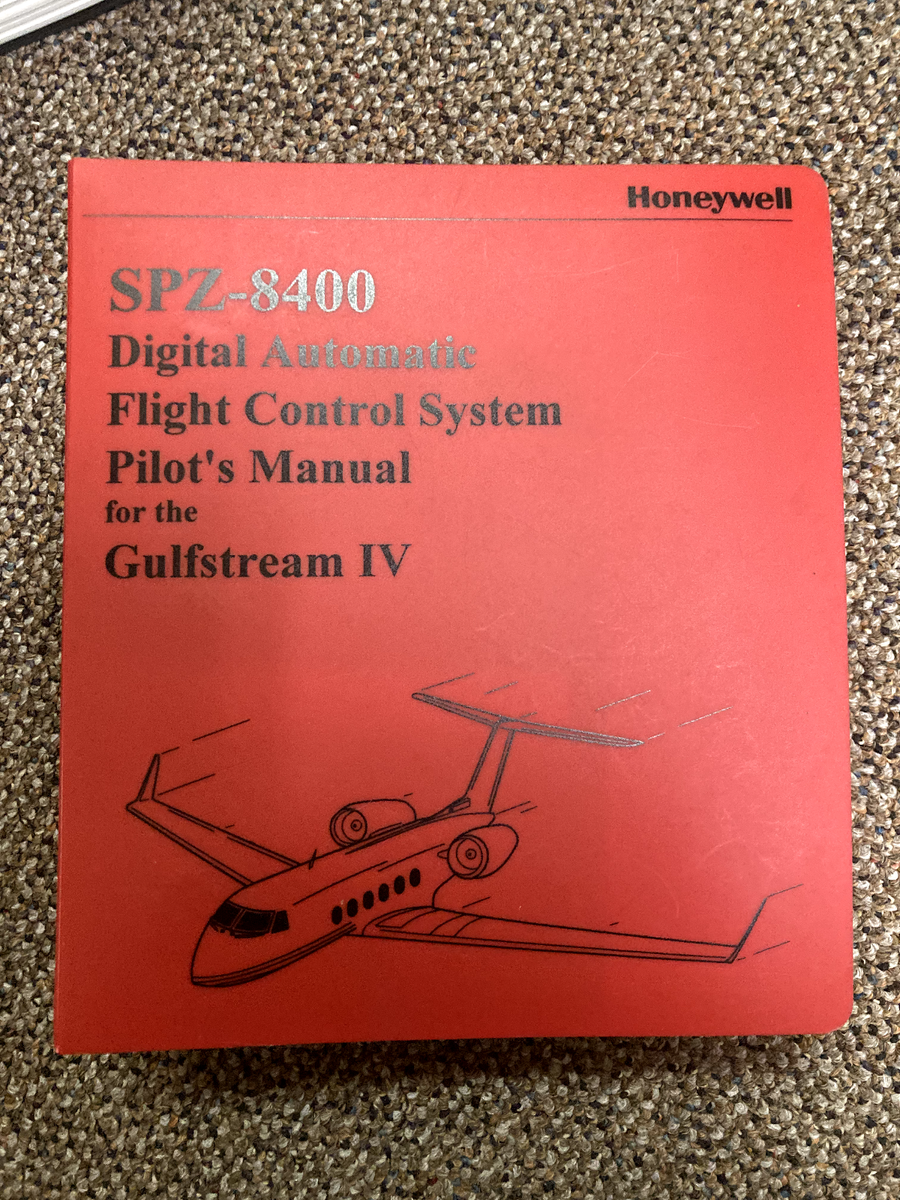 Honeywell
SPZ-8400
Digital Automatic
Flight Control System
Pilot's Manual
for the
Gulfstream IV